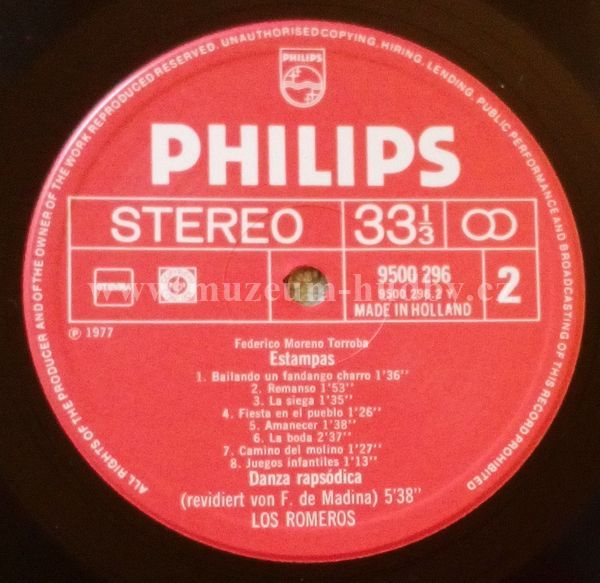 ALL RIGHTS OF THE PRODUCER AND OF THE OWNER OF THE WORK REPRODUCED RESERVED. UNAUTHORISED COPYING, HIRING, LENDING, PUBLIC PERFORMANCE AND BROADCASTING OF THIS RECORD PROHIBITED
PHILIPS
PHILIPS
STEREO 33 1/3
9500 296
9500 296.2
MADE IN HOLLAND
2
www.muzeum-hudby.cz
℗ 1977
Federico Moreno Torroba
Estampas
1. Bailando un fandango charro 1'36''
2. Remanso 1'53''
3. La siega 1'35''
4. Fiesta en el pueblo 1'26''
5. Amanecer 1'38''
6. La boda 2'37''
7. Camino del molino 1'27''
8. Juegos infantiles 1'13''
Danza rapsódica
(revidiert von F. de Madina) 5'38''
LOS ROMEROS